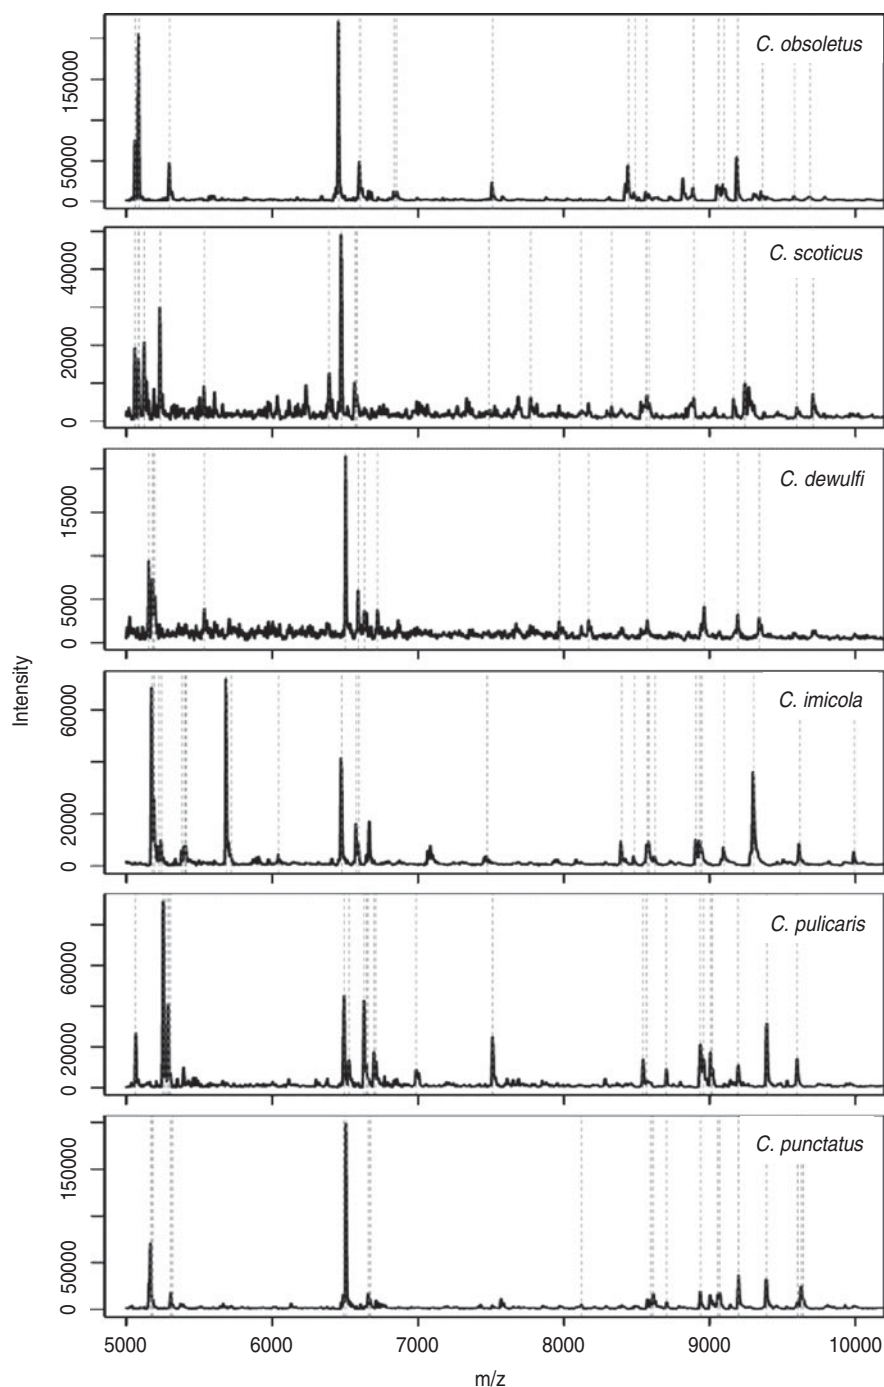 C. obsoletus
0 50000 150000
C. scoticus
0 20000 40000
C. dewulfi
0 5000 15000
C. imicola
0 20000 60000
C. pulicaris
0 20000 60000
C. punctatus
0 50000 150000
Intensity
5000 6000 7000 8000 9000 10000
m/z